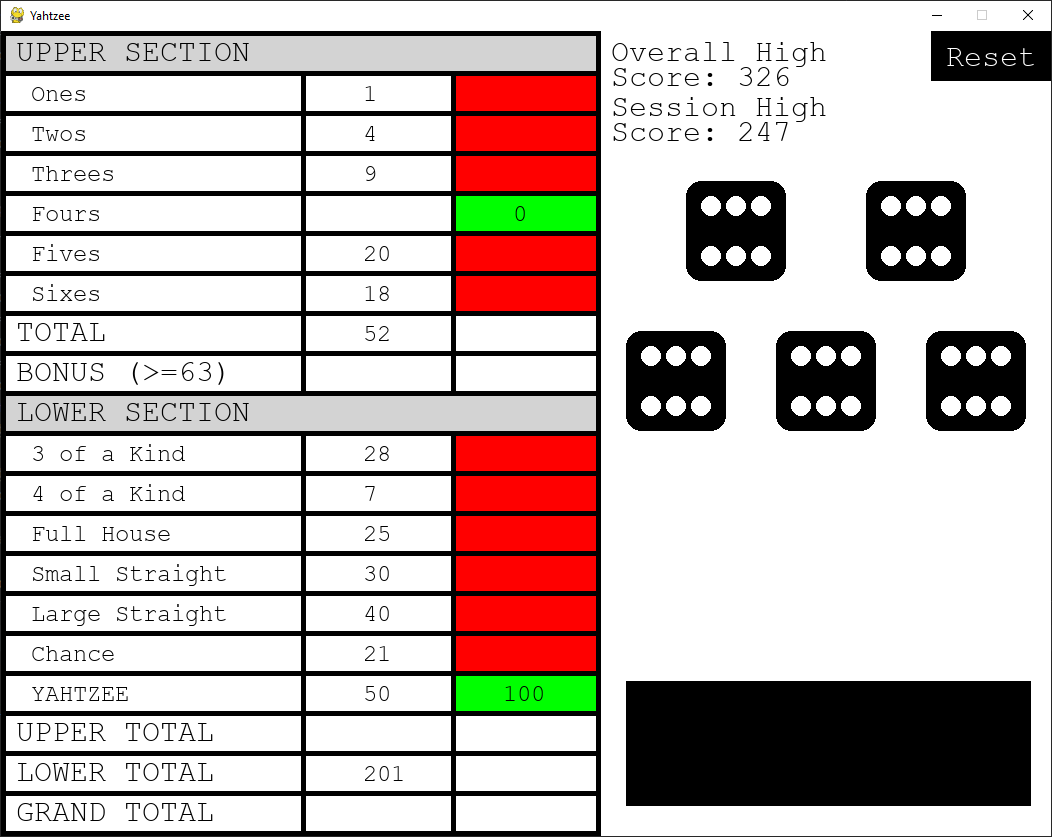 Yahtzee
UPPER SECTION
Ones 1
Twos 4
Threes 9
Fours 0
Fives 20
Sixes 18
TOTAL 52
BONUS (>=63)
LOWER SECTION
3 of a Kind 28
4 of a Kind 7
Full House 25
Small Straight 30
Large Straight 40
Chance 21
YAHTZEE 50 100
UPPER TOTAL
LOWER TOTAL 201
GRAND TOTAL
Overall High
Score: 326
Session High
Score: 247
Reset